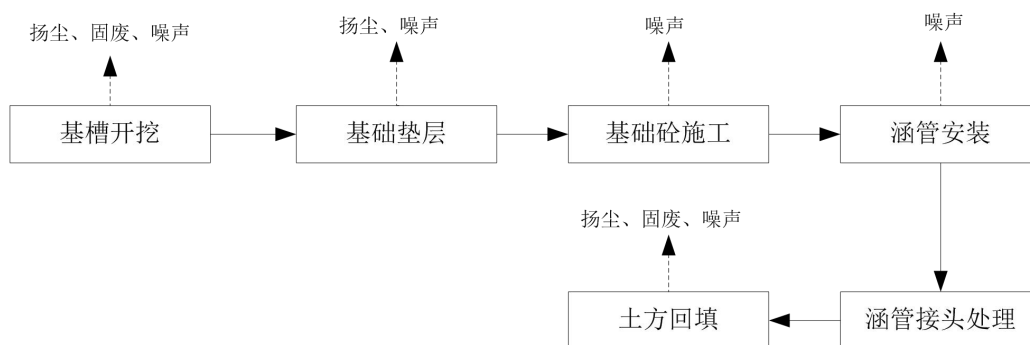 扬尘、固废、噪声
扬尘、噪声
噪声
噪声
基槽开挖
基础垫层
基础砼施工
涵管安装
扬尘、固废、噪声
土方回填
涵管接头处理